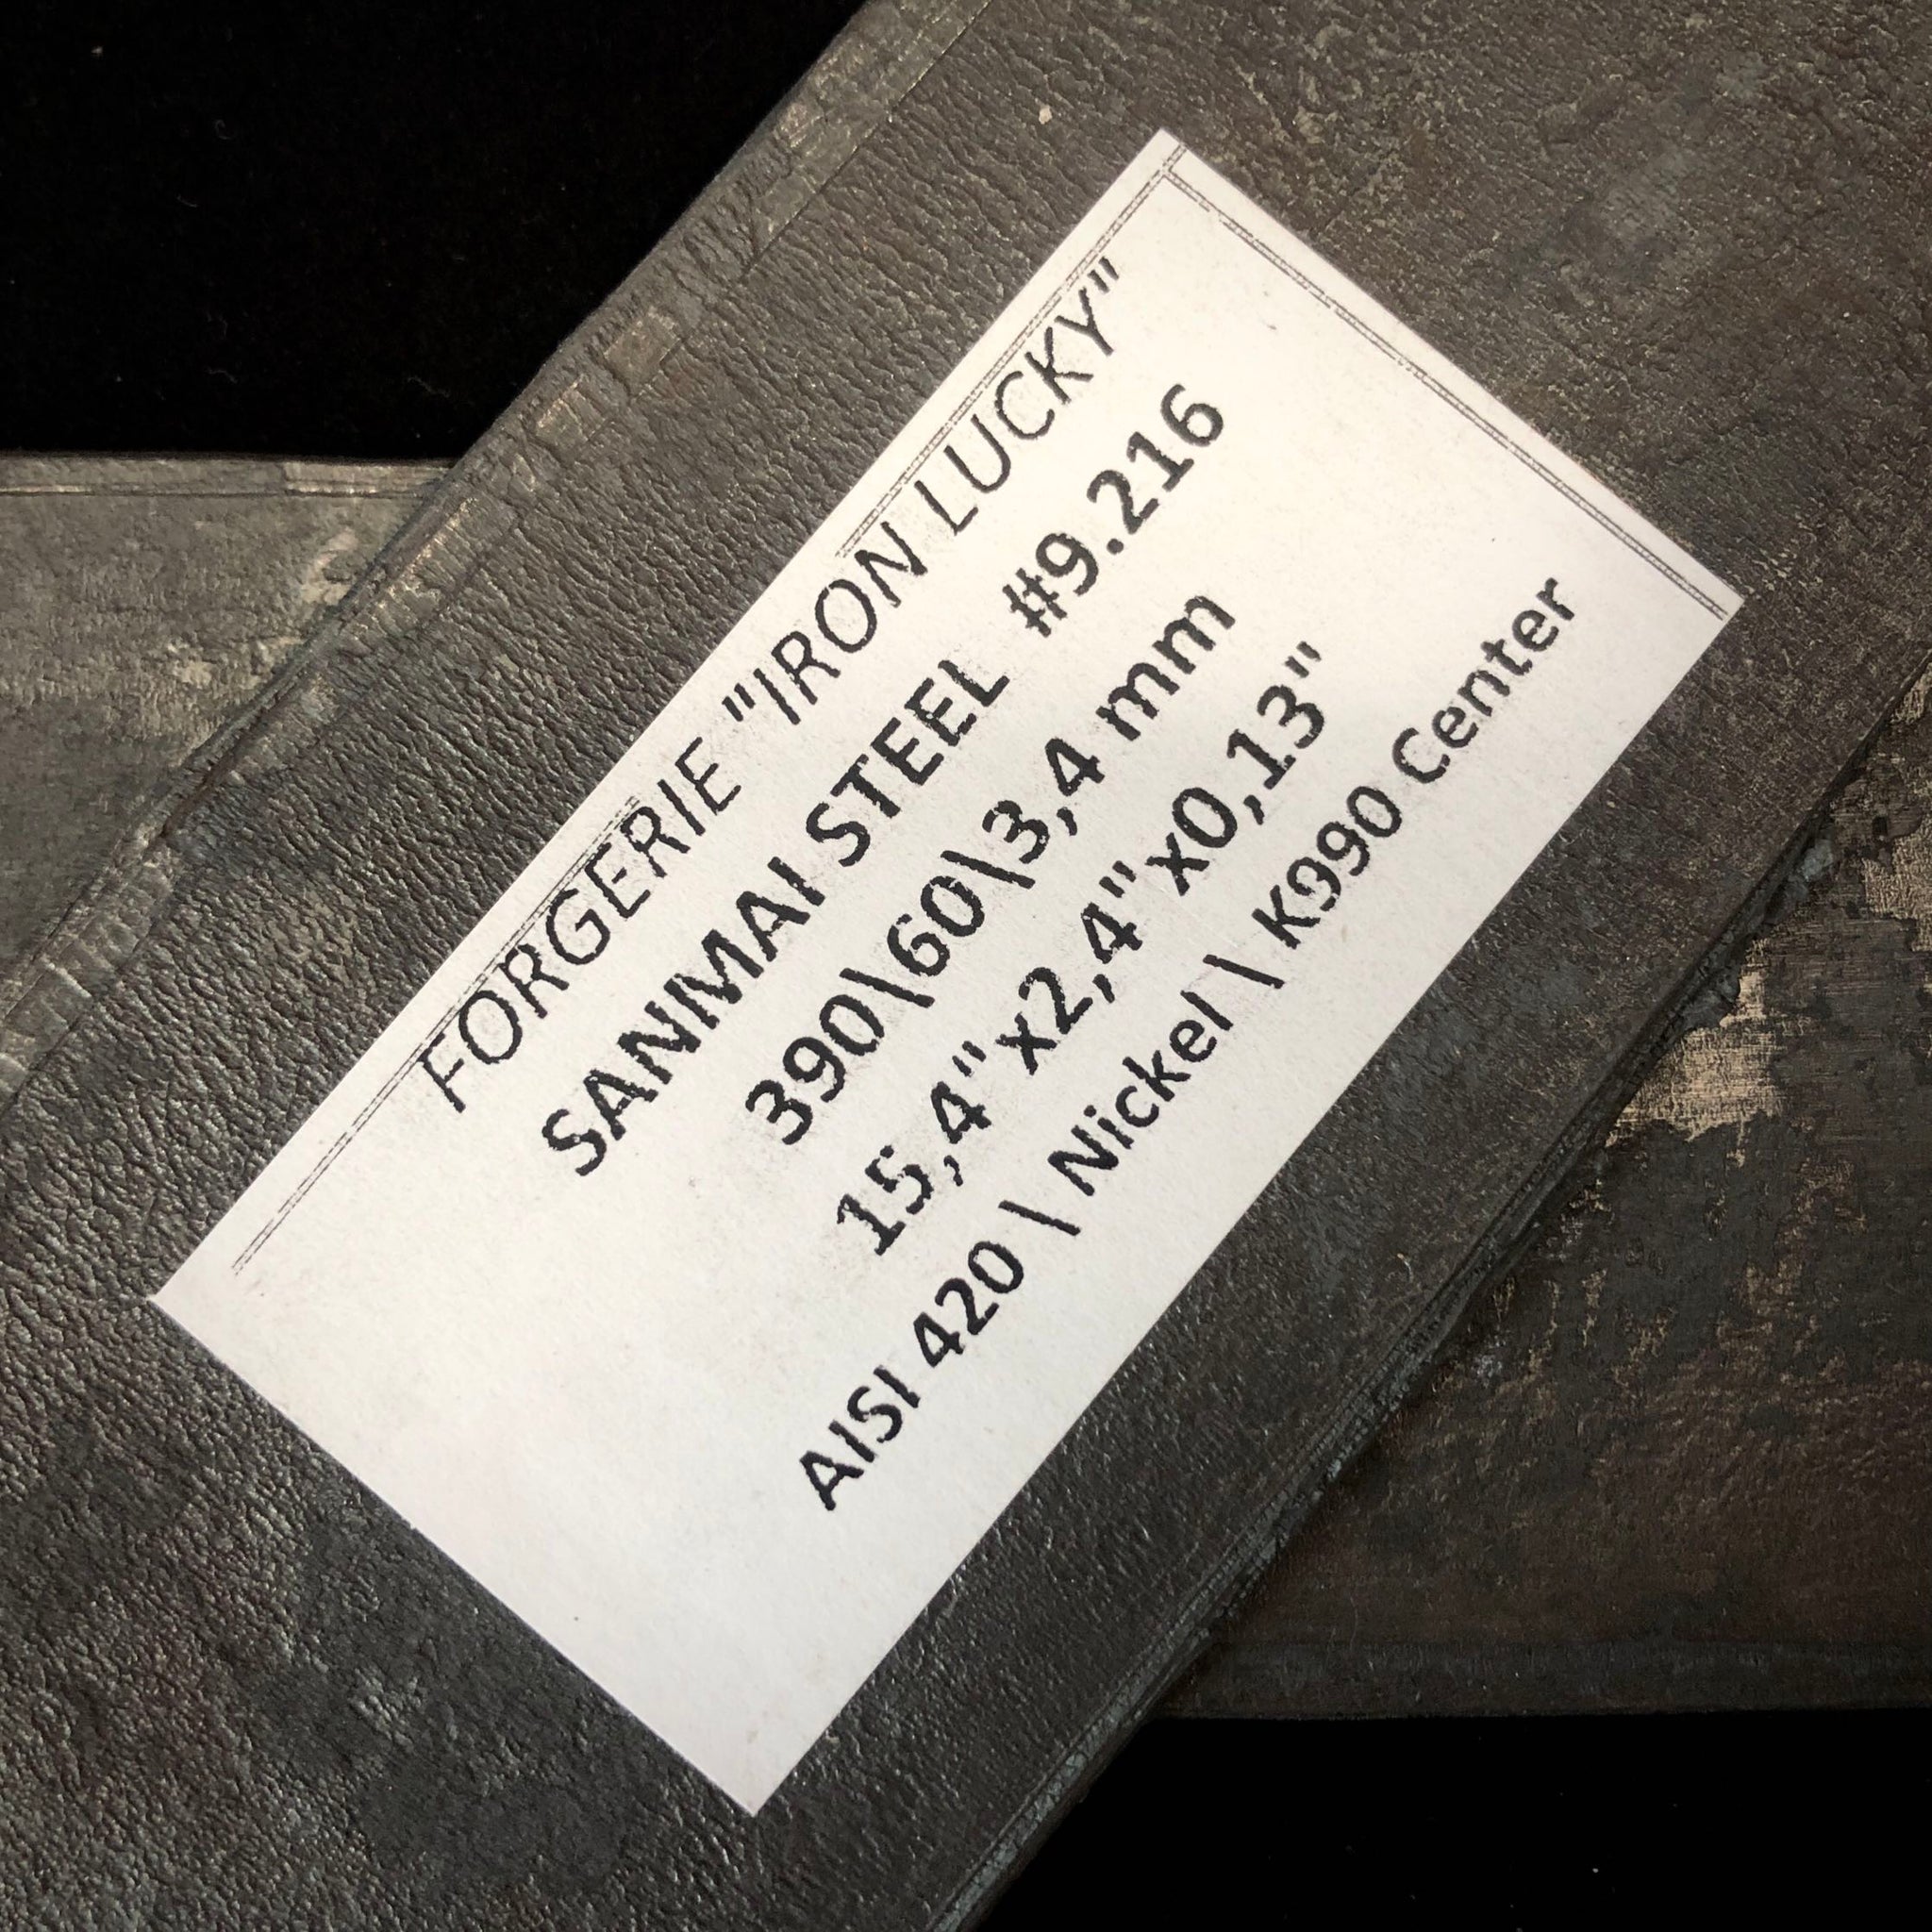 FORGERIE "IRON LUCKY"
SANMAI STEEL #9.216
390\60\3,4 mm
15,4"x2,4"x0,13"
AISI 420 \ Nickel \ K990 Center